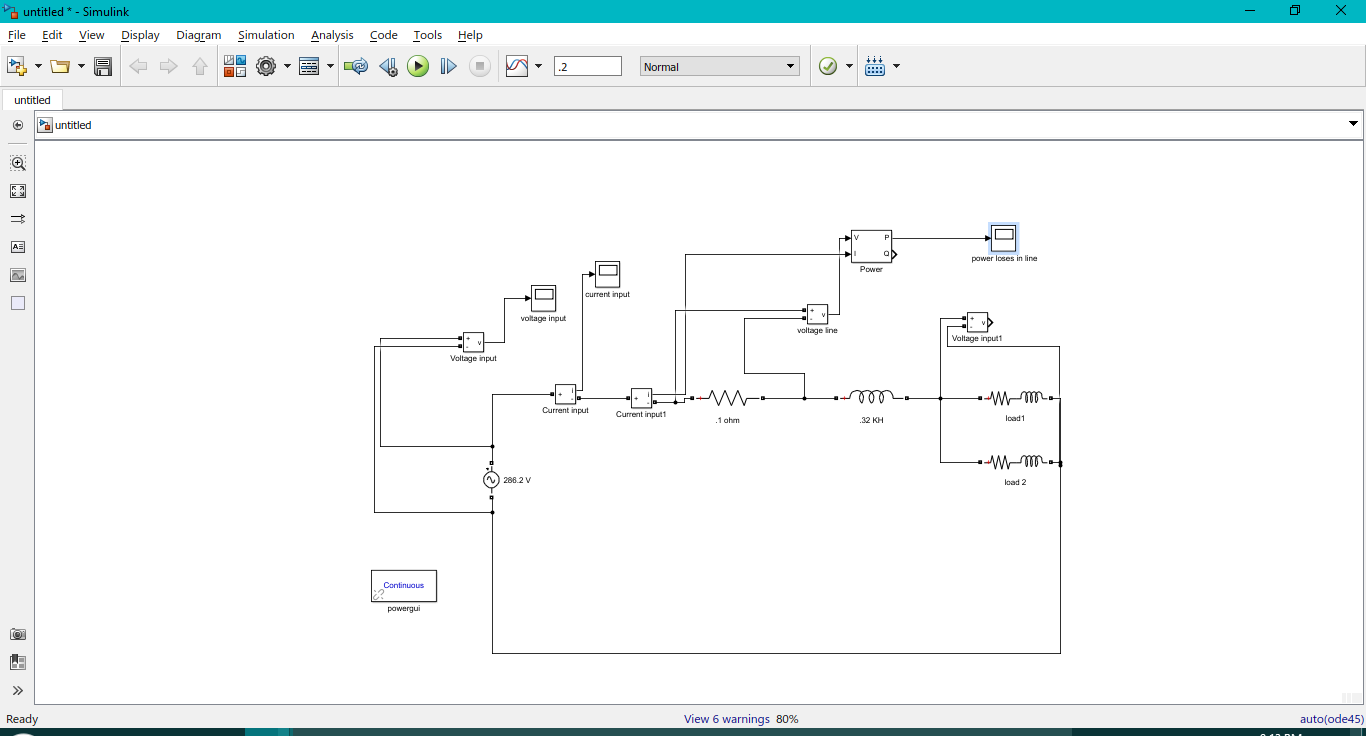 untitled * - Simulink
File Edit View Display Diagram Simulation Analysis Code Tools Help
.2 Normal
untitled
untitled
V P
I Q
Power
power loses in line
current input
voltage input
+ v
-
voltage line
+ v
-
Voltage input1
+ v
-
Voltage input
+ i
-
Current input
+ i
-
Current input1
+
.1 ohm
+
.32 KH
+
load1
+
load 2
286.2 V
Continuous
powergui
Ready View 6 warnings 80% auto(ode45)